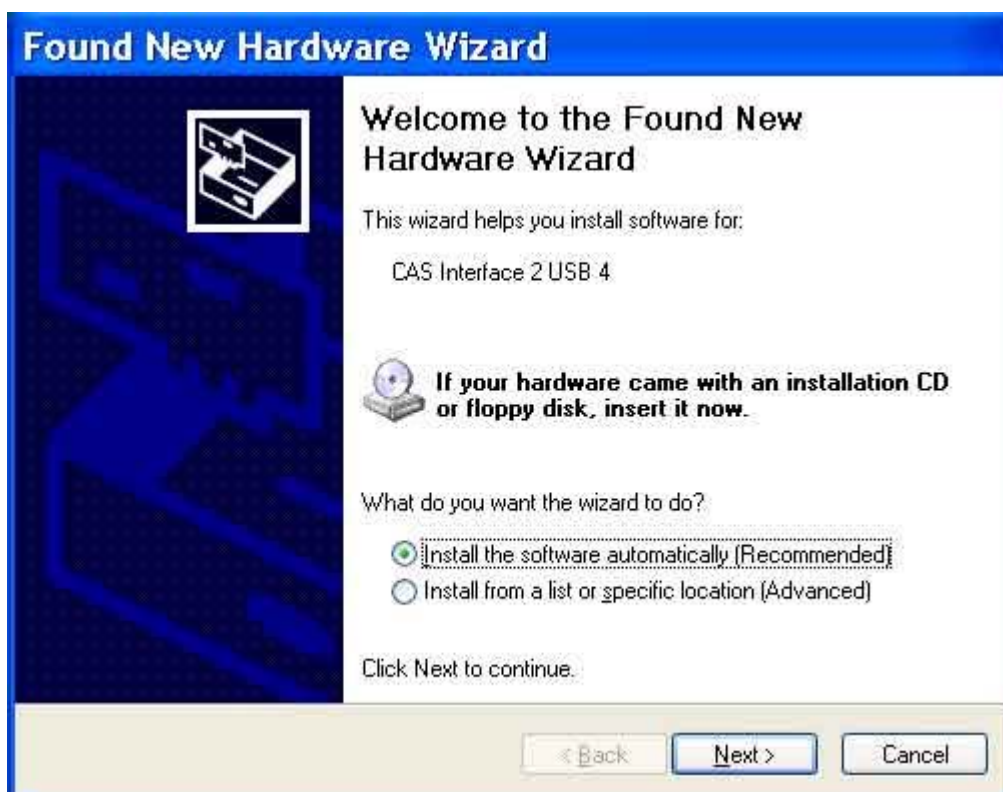 Found New Hardware Wizard
Welcome to the Found New
Hardware Wizard
This wizard helps you install software for:
CAS Interface 2 USB 4
If your hardware came with an installation CD
or floppy disk, insert it now.
What do you want the wizard to do?
Install the software automatically (Recommended)
Install from a list or specific location (Advanced)
Click Next to continue.
< Back Next > Cancel